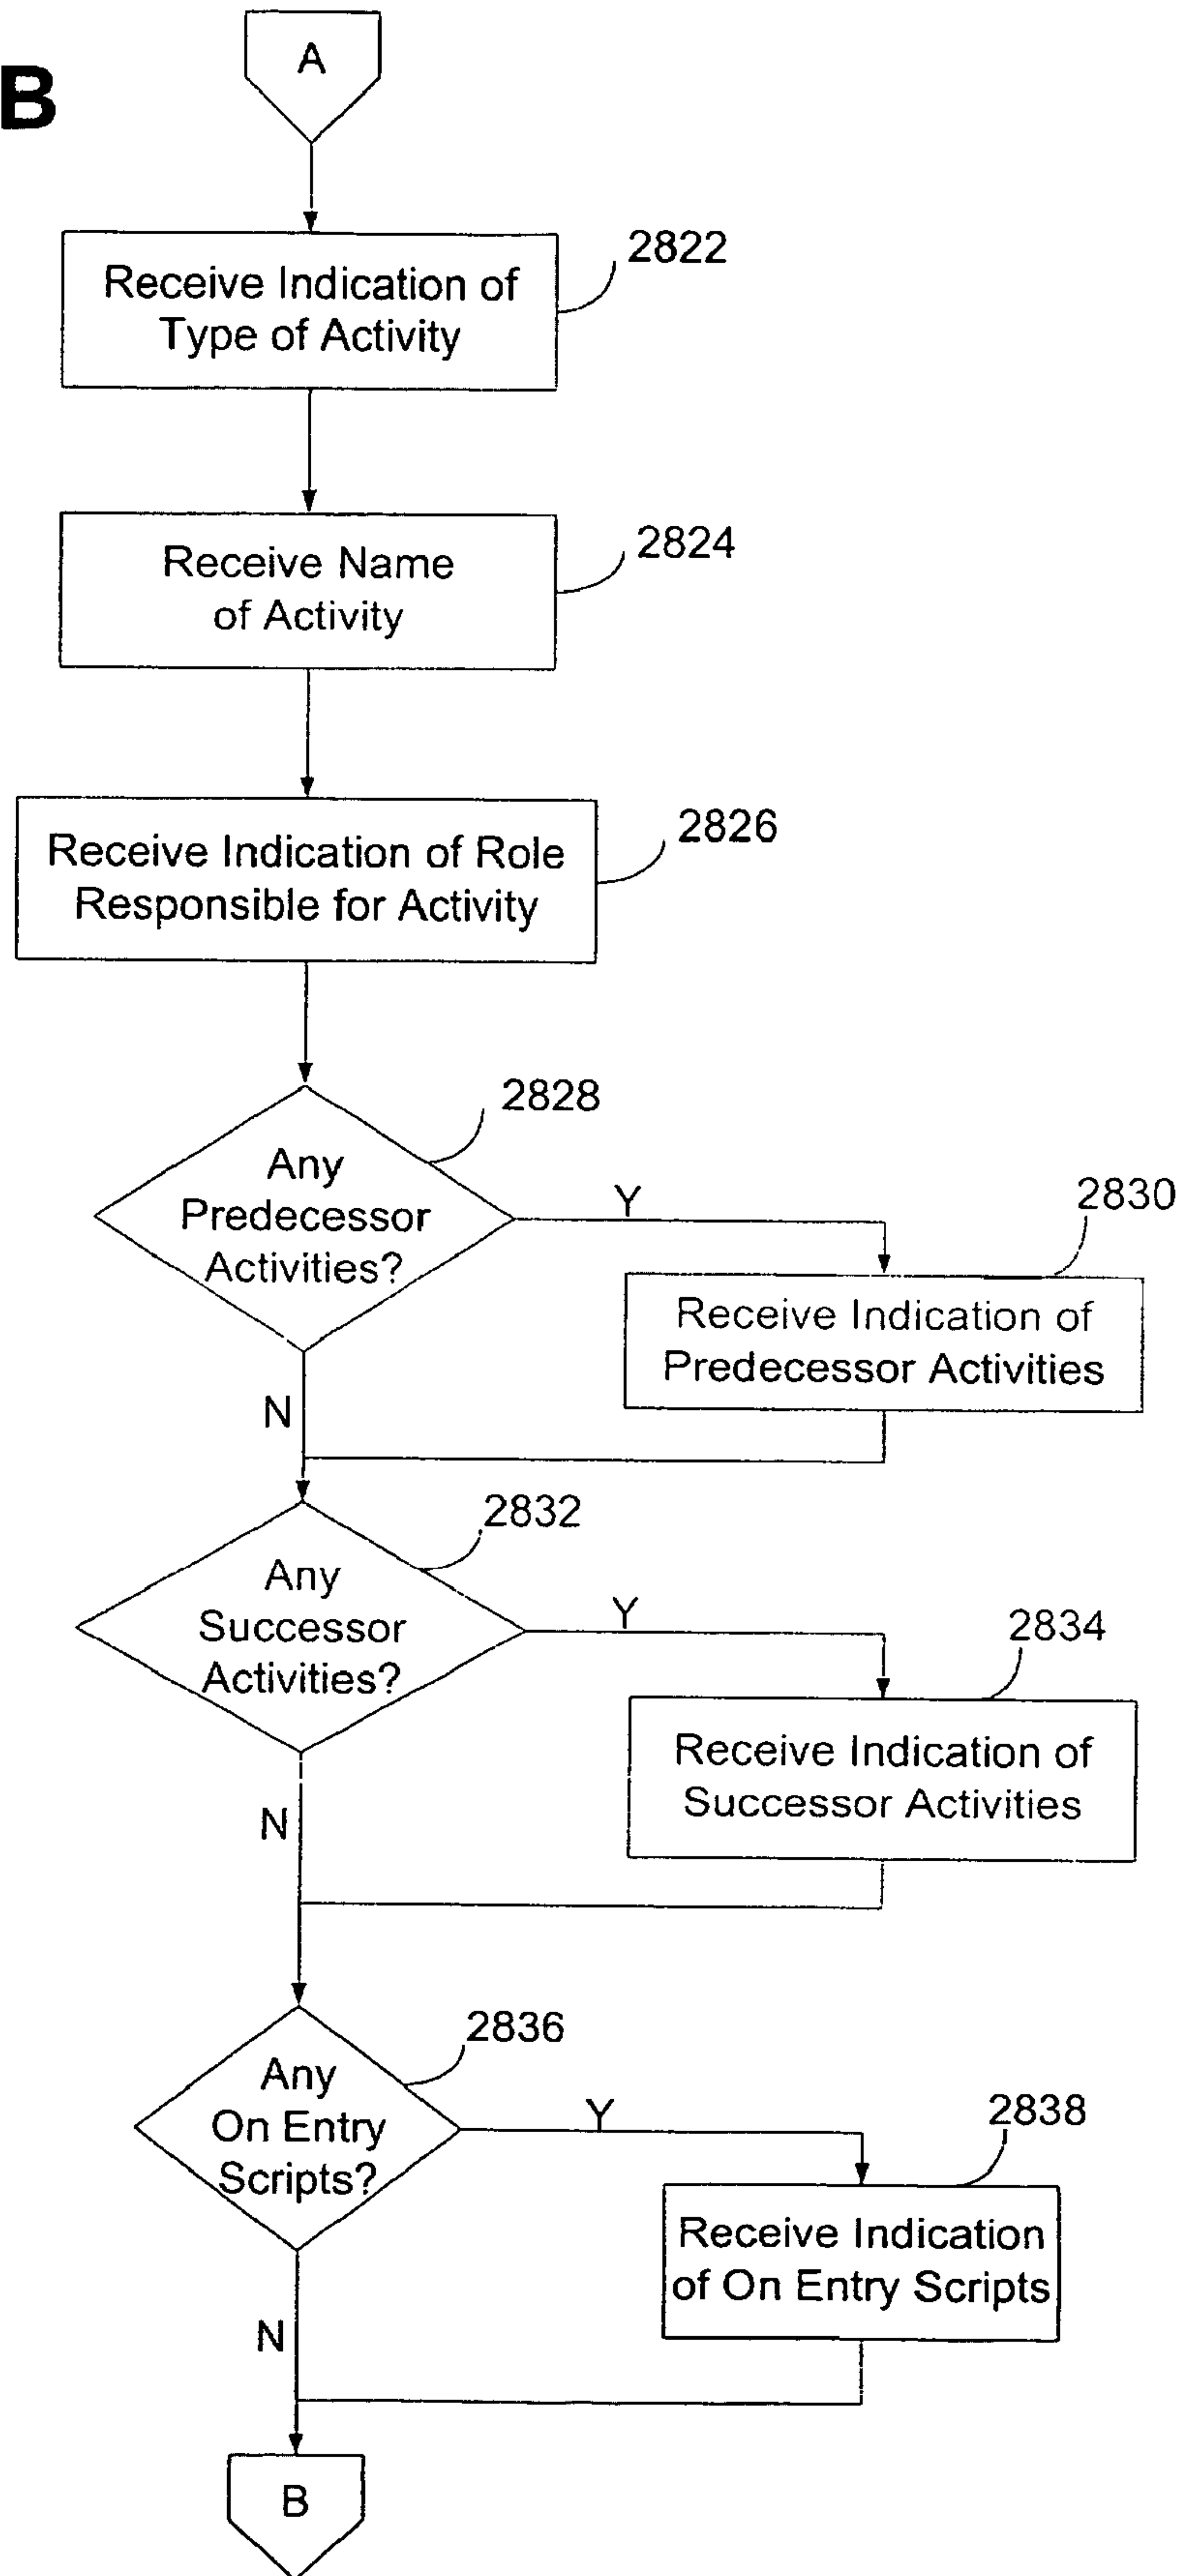 A
B
2822
Receive Indication of
Type of Activity
2824
Receive Name
of Activity
2826
Receive Indication of Role
Responsible for Activity
2828
Any
Predecessor
Activities?
Y
2830
Receive Indication of
Predecessor Activities
N
2832
Any
Successor
Activities?
Y
2834
Receive Indication of
Successor Activities
N
2836
Any
On Entry
Scripts?
Y
2838
Receive Indication
of On Entry Scripts
N
B